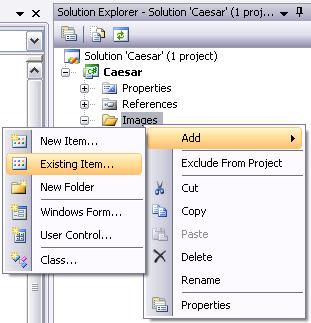 Solution Explorer - Solution 'Caesar' (1 project)
Solution 'Caesar' (1 project)
Caesar
Properties
References
Images
Add
Exclude From Project
Cut
Copy
Paste
Delete
Rename
Properties
New Item...
Existing Item...
New Folder
Windows Form...
User Control...
Class...